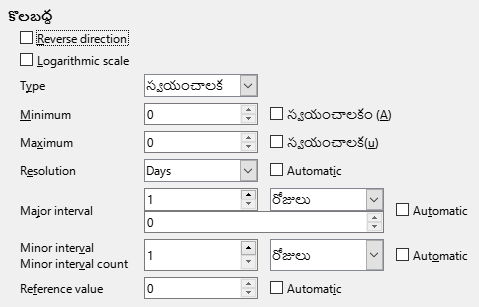 కొలబద్ద
Reverse direction
Logarithmic scale
Type స్వయంచాలక
Minimum 0 స్వయంచాలకం (A)
Maximum 0 స్వయంచాలక(u)
Resolution Days Automatic
Major interval 1 రోజులు Automatic
0
Minor interval 1 రోజులు Automatic
Minor interval count
Reference value 0 Automatic